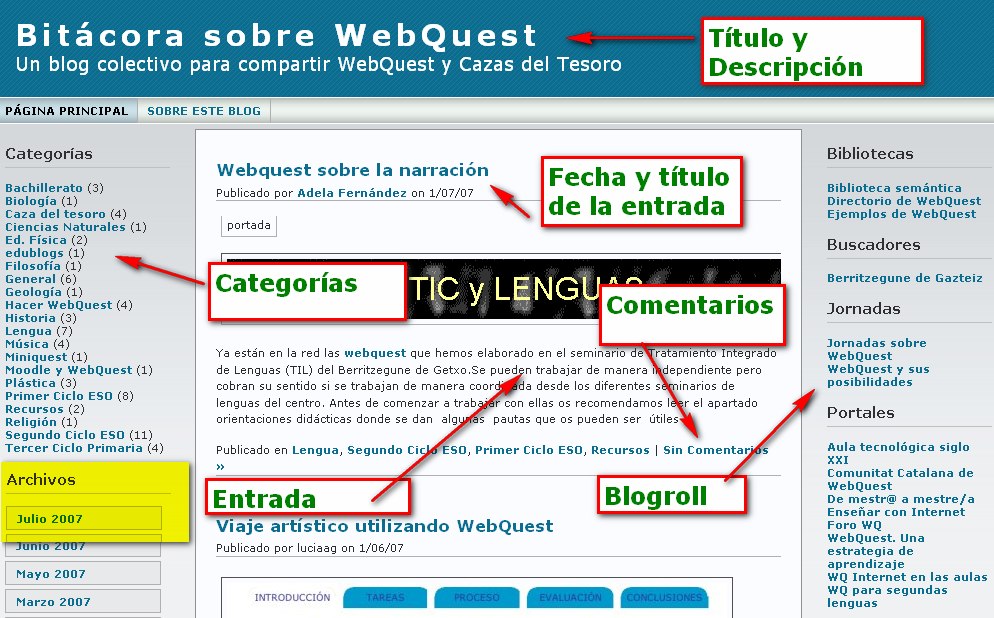 Bitácora sobre WebQuest
Un blog colectivo para compartir WebQuest y Cazas del Tesoro
Título y
Descripción
PÁGINA PRINCIPAL
SOBRE ESTE BLOG
Categorías
Bachillerato (3)
Biología (1)
Caza del tesoro (4)
Ciencias Naturales (1)
Ed. Física (2)
edublogs (1)
Filosofía (1)
General (6)
Geología (1)
Hacer WebQuest (4)
Historia (3)
Lengua (7)
Música (4)
Miniquest (1)
Moodle y WebQuest (1)
Plástica (3)
Primer Ciclo ESO (8)
Recursos (2)
Religión (1)
Segundo Ciclo ESO (11)
Tercer Ciclo Primaria (4)
Archivos
Julio 2007
Junio 2007
Mayo 2007
Marzo 2007
Categorías
Webquest sobre la narración
Publicado por Adela Fernández on 1/07/07
Fecha y título
de la entrada
portada
TIC y LENGUAS
Comentarios
Ya están en la red las webquest que hemos elaborado en el seminario de Tratamiento Integrado
de Lenguas (TIL) del Berritzegune de Getxo.Se pueden trabajar de manera independiente pero
cobran su sentido si se trabajan de manera coordinada desde los diferentes seminarios de
lenguas del centro. Antes de comenzar a trabajar con ellas os recomendamos leer el apartado
orientaciones didácticas donde se dan algunas pautas que os pueden ser útiles
Publicado en Lengua, Segundo Ciclo ESO, Primer Ciclo ESO, Recursos | Sin Comentarios
»
Entrada
Blogroll
Viaje artístico utilizando WebQuest
Publicado por luciaag on 1/06/07
INTRODUCCIÓN
TAREAS
PROCESO
EVALUACIÓN
CONCLUSIONES
Bibliotecas
Biblioteca semántica
Directorio de WebQuest
Ejemplos de WebQuest
Buscadores
Berritzegune de Gazteiz
Jornadas
Jornadas sobre
WebQuest
WebQuest y sus
posibilidades
Portales
Aula tecnológica siglo
XXI
Comunitat Catalana de
WebQuest
De mestr@ a mestre/a
Enseñar con Internet
Foro WQ
WebQuest. Una
estrategia de
aprendizaje
WQ Internet en las aulas
WQ para segundas
lenguas